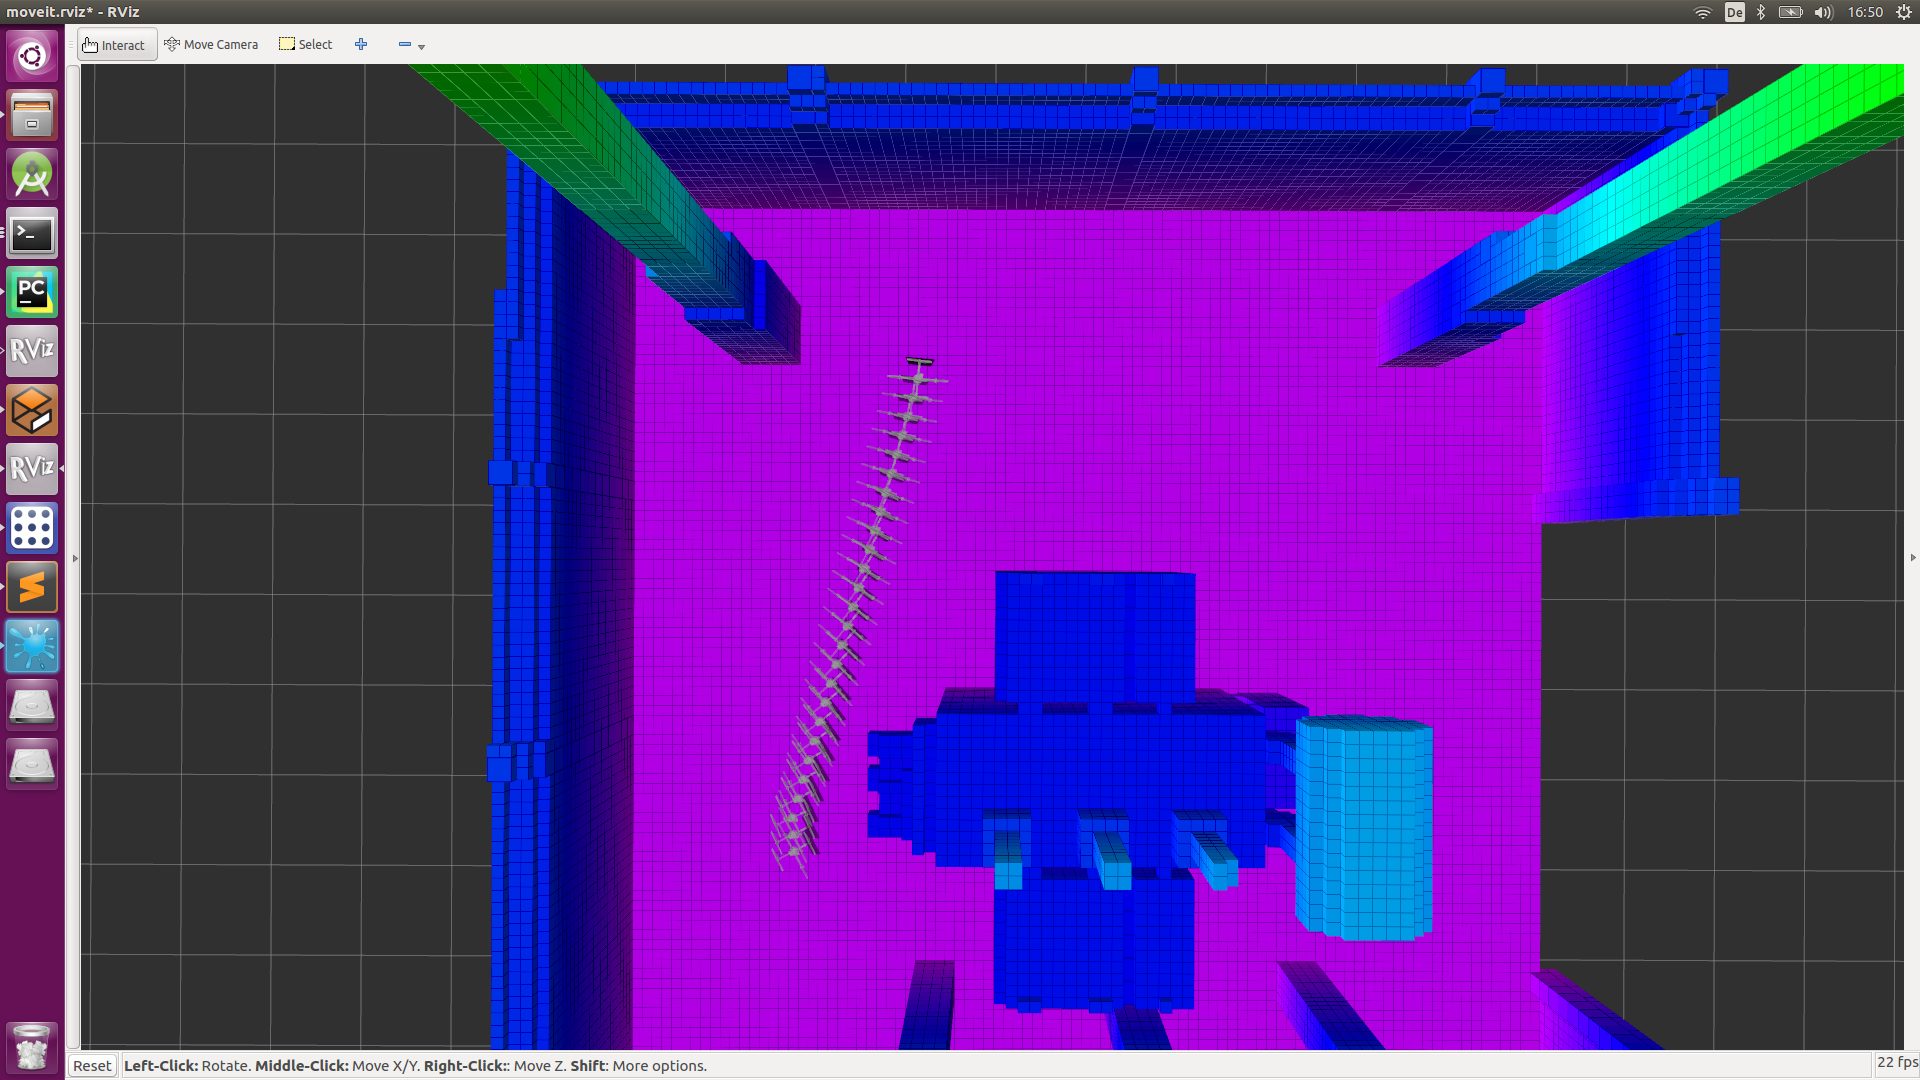 moveit.rviz* - RViz
De
16:50
Interact
Move Camera
Select
>_
PC
RViz
RViz
Reset
Left-Click: Rotate. Middle-Click: Move X/Y. Right-Click:: Move Z. Shift: More options.
22 fps